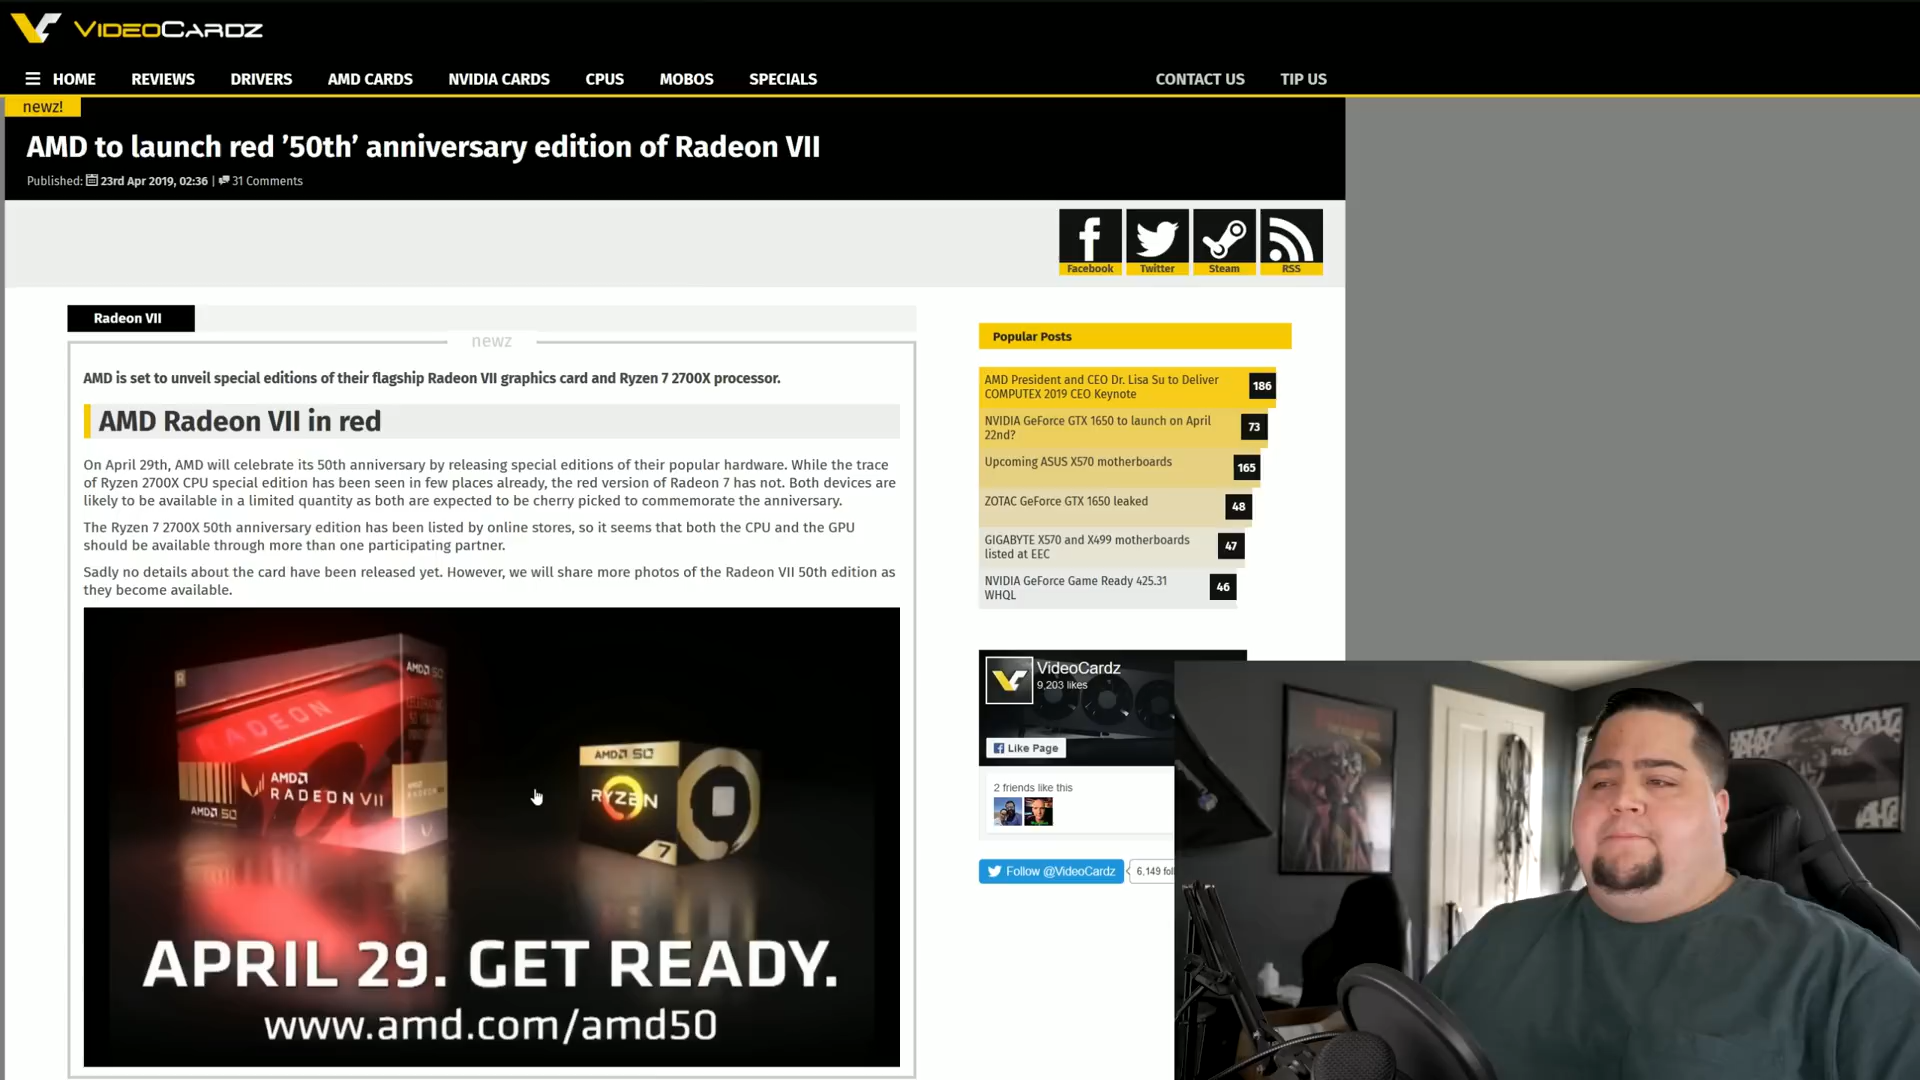 VIDEOCARDZ
HOME REVIEWS DRIVERS AMD CARDS NVIDIA CARDS CPUS MOBOS SPECIALS CONTACT US TIP US
newz!
AMD to launch red ’50th’ anniversary edition of Radeon VII
Published: 23rd Apr 2019, 02:36 | 31 Comments
Facebook Twitter Steam RSS
Radeon VII
newz
AMD is set to unveil special editions of their flagship Radeon VII graphics card and Ryzen 7 2700X processor.
AMD Radeon VII in red
On April 29th, AMD will celebrate its 50th anniversary by releasing special editions of their popular hardware. While the trace
of Ryzen 2700X CPU special edition has been seen in few places already, the red version of Radeon 7 has not. Both devices are
likely to be available in a limited quantity as both are expected to be cherry picked to commemorate the anniversary.
The Ryzen 7 2700X 50th anniversary edition has been listed by online stores, so it seems that both the CPU and the GPU
should be available through more than one participating partner.
Sadly no details about the card have been released yet. However, we will share more photos of the Radeon VII 50th edition as
they become available.
R
AMD 50
RADEON
AMD
RADEON VII
AMD 50
AMD 50
RYZEN
7
APRIL 29. GET READY.
www.amd.com/amd50
Popular Posts
AMD President and CEO Dr. Lisa Su to Deliver
COMPUTEX 2019 CEO Keynote
186
NVIDIA GeForce GTX 1650 to launch on April
22nd?
73
Upcoming ASUS X570 motherboards
165
ZOTAC GeForce GTX 1650 leaked
48
GIGABYTE X570 and X499 motherboards
listed at EEC
47
NVIDIA GeForce Game Ready 425.31
WHQL
46
VideoCardz
9,203 likes
Like Page
2 friends like this
Follow @VideoCardz
6,149 fol